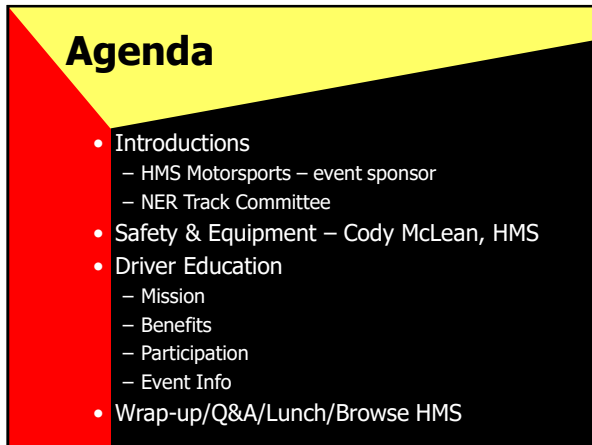 Agenda
• Introductions
– HMS Motorsports – event sponsor
– NER Track Committee
• Safety & Equipment – Cody McLean, HMS
• Driver Education
– Mission
– Benefits
– Participation
– Event Info
• Wrap-up/Q&A/Lunch/Browse HMS